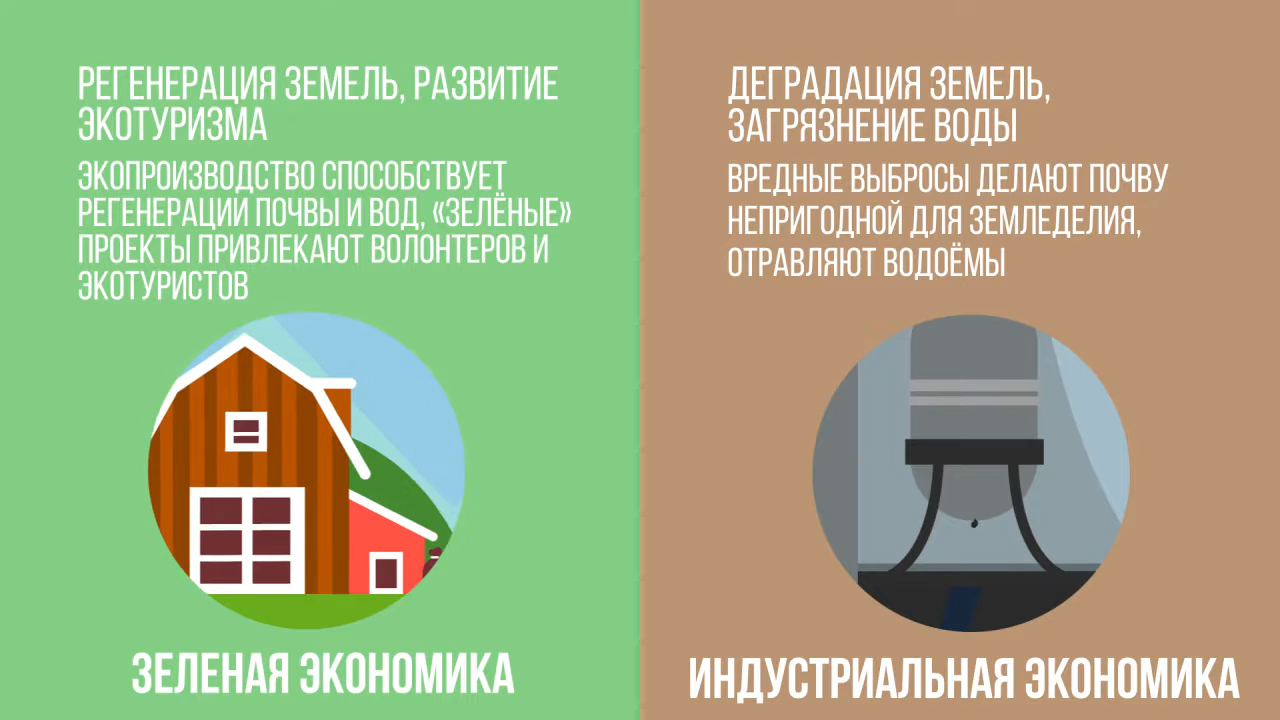 РЕГЕНЕРАЦИЯ ЗЕМЕЛЬ, РАЗВИТИЕ
ЭКОТУРИЗМА
ЭКОПРОИЗВОДСТВО СПОСОБСТВУЕТ
РЕГЕНЕРАЦИИ ПОЧВЫ И ВОД, «ЗЕЛЁНЫЕ»
ПРОЕКТЫ ПРИВЛЕКАЮТ ВОЛОНТЕРОВ И
ЭКОТУРИСТОВ
ЗЕЛЕНАЯ ЭКОНОМИКА
ДЕГРАДАЦИЯ ЗЕМЕЛЬ,
ЗАГРЯЗНЕНИЕ ВОДЫ
ВРЕДНЫЕ ВЫБРОСЫ ДЕЛАЮТ ПОЧВУ
НЕПРИГОДНОЙ ДЛЯ ЗЕМЛЕДЕЛИЯ,
ОТРАВЛЯЮТ ВОДОЁМЫ
ИНДУСТРИАЛЬНАЯ ЭКОНОМИКА